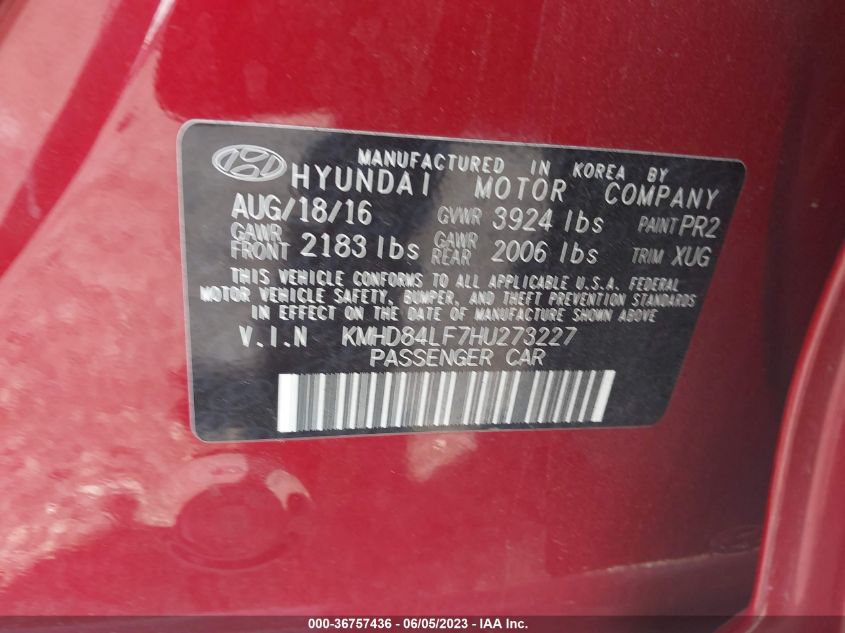 MANUFACTURED IN KOREA BY
HYUNDAI MOTOR COMPANY
AUG/18/16 GVWR 3924 lbs PAINT PR2
GAWR FRONT 2183 lbs GAWR REAR 2006 lbs TRIM XUG
THIS VEHICLE CONFORMS TO ALL APPLICABLE U.S.A. FEDERAL
MOTOR VEHICLE SAFETY, BUMPER, AND THEFT PREVENTION STANDARDS
IN EFFECT ON THE DATE OF MANUFACTURE SHOWN ABOVE
V.I.N KMHD84LF7HU273227
PASSENGER CAR
000-36757436 - 06/05/2023 - IAA Inc.